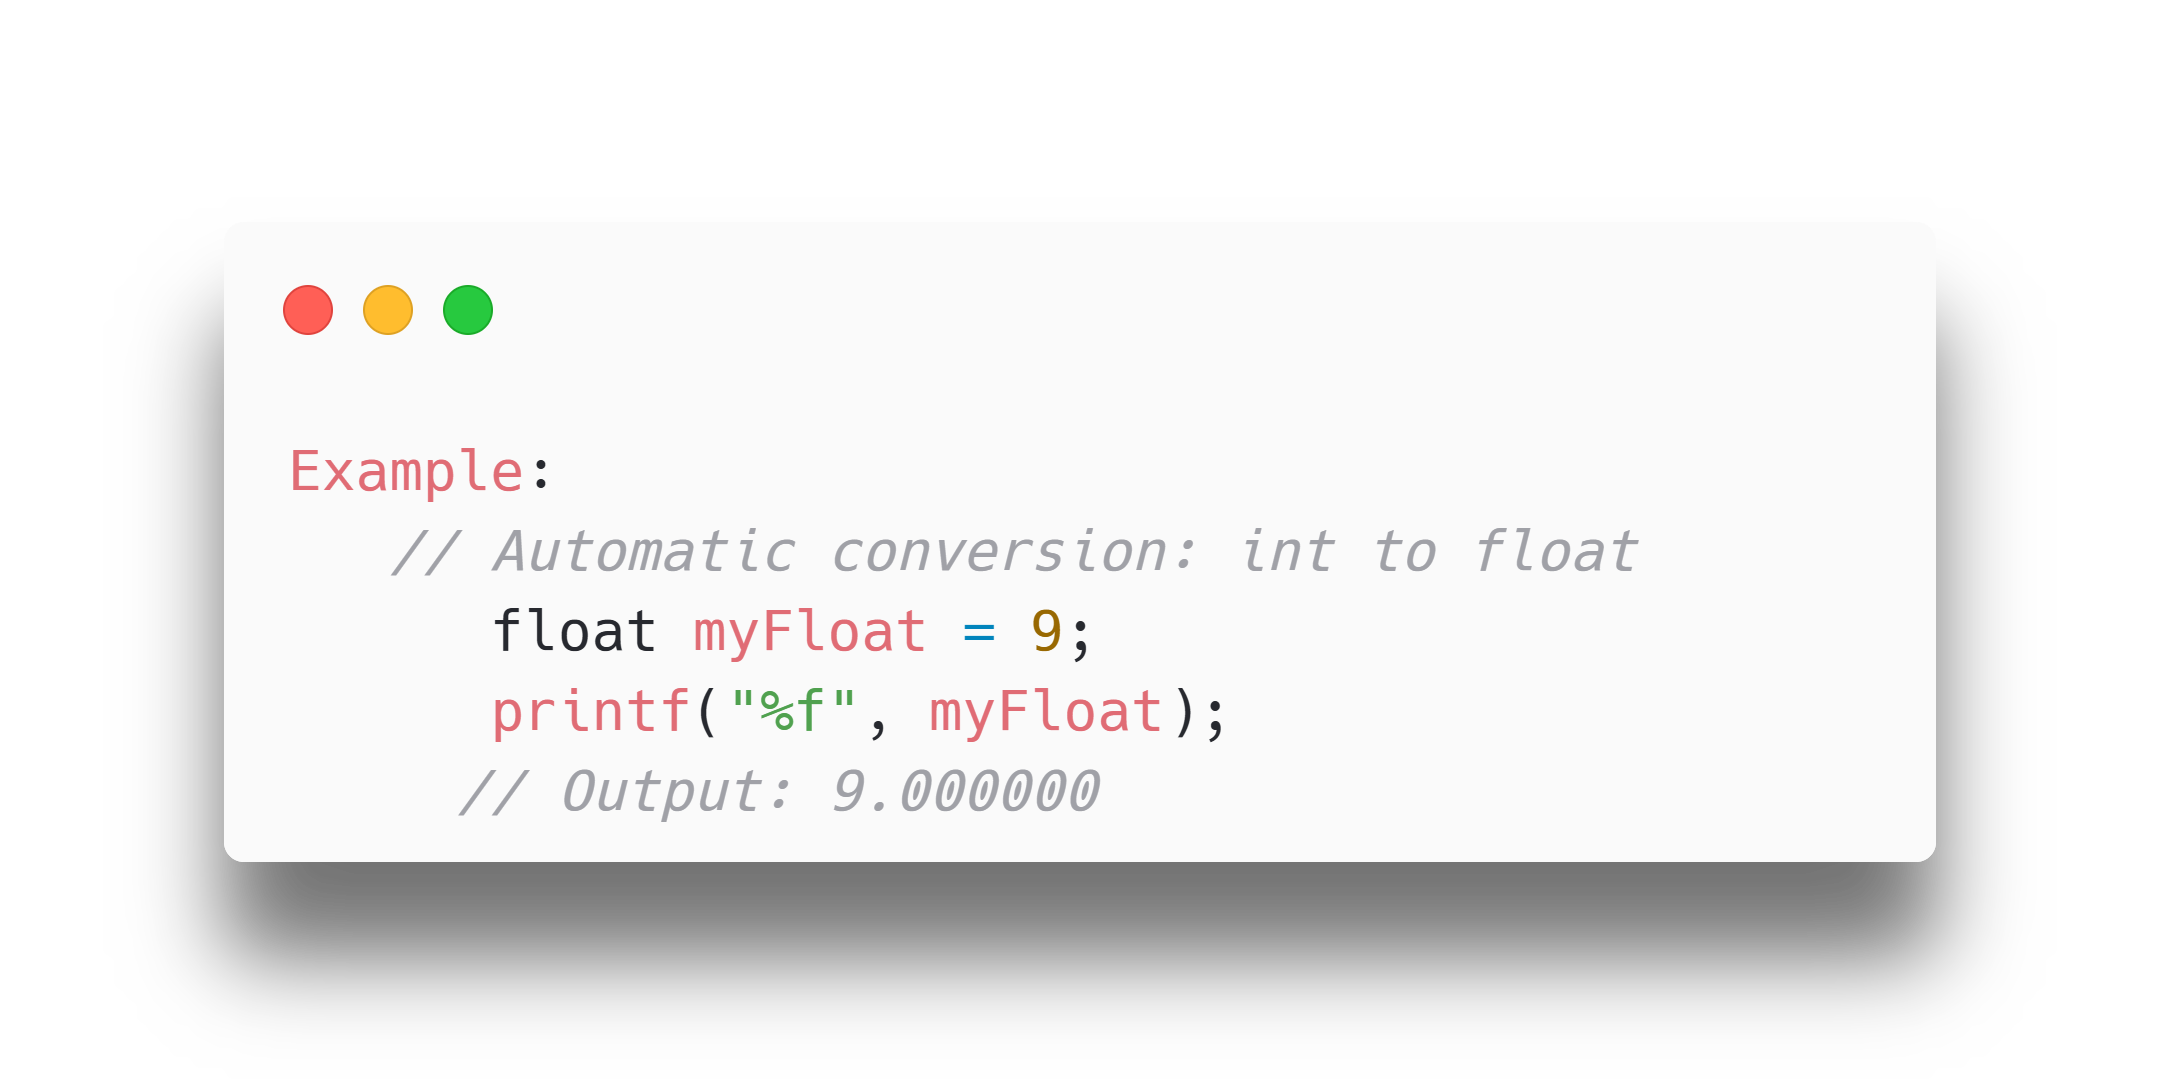 Example:
// Automatic conversion: int to float
float myFloat = 9;
printf("%f", myFloat);
// Output: 9.000000